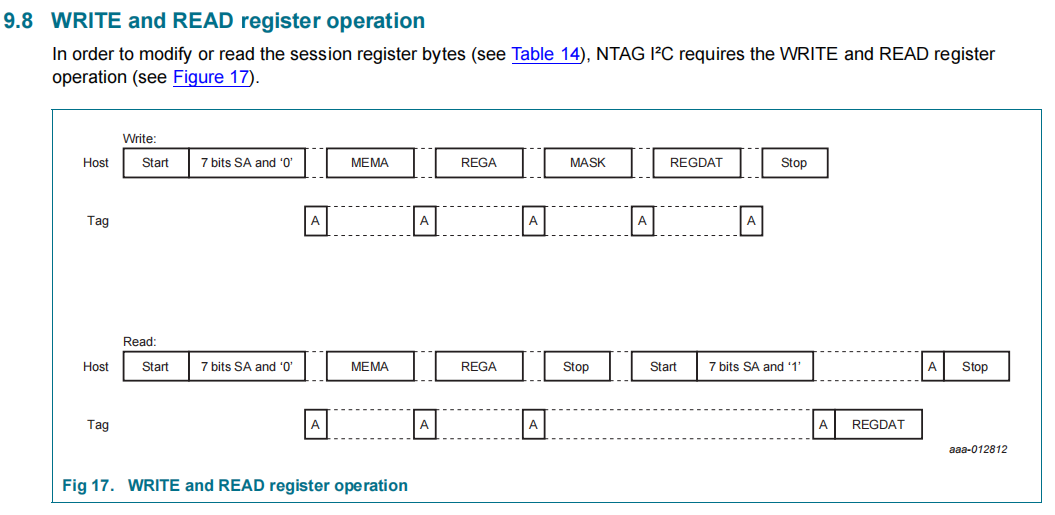 9.8 WRITE and READ register operation
In order to modify or read the session register bytes (see Table 14), NTAG I²C requires the WRITE and READ register
operation (see Figure 17).
Write:
Host Start 7 bits SA and ‘0’ MEMA REGA MASK REGDAT Stop
Tag A A A A A
Read:
Host Start 7 bits SA and ‘0’ MEMA REGA Stop Start 7 bits SA and ‘1’ A Stop
Tag A A A A REGDAT
aaa-012812
Fig 17. WRITE and READ register operation